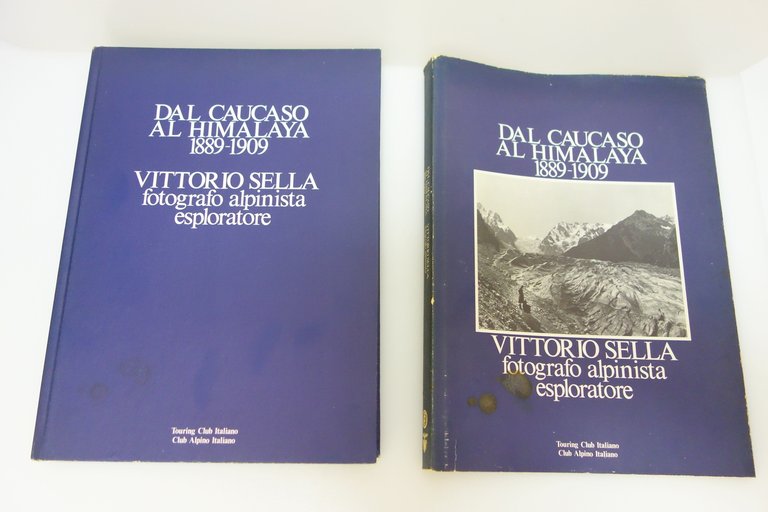 DAL CAUCASO
AL HIMALAYA
1889-1909
VITTORIO SELLA
fotografo alpinista
esploratore
Touring Club Italiano
Club Alpino Italiano
DAL CAUCASO
AL HIMALAYA
1889-1909
VITTORIO SELLA
fotografo alpinista
esploratore
Touring Club Italiano
Club Alpino Italiano